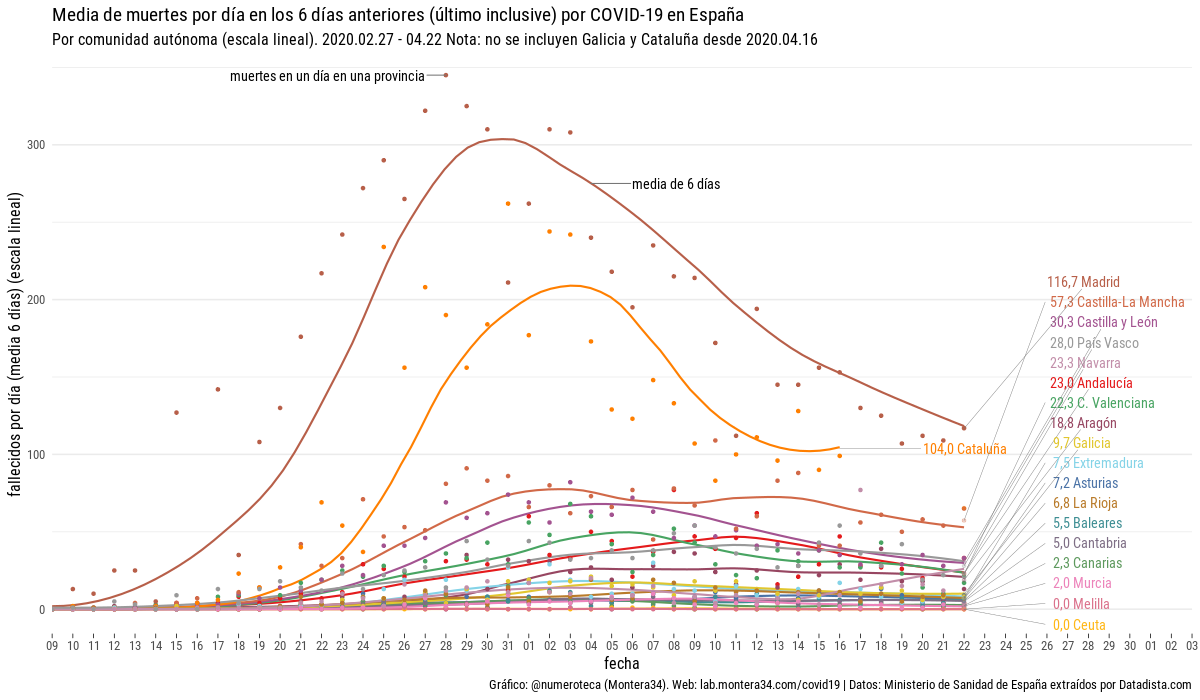 Media de muertes por día en los 6 días anteriores (último inclusive) por COVID-19 en España
Por comunidad autónoma (escala lineal). 2020.02.27 - 04.22 Nota: no se incluyen Galicia y Cataluña desde 2020.04.16
muertes en un día en una provincia
media de 6 días
fallecidos por día (media 6 días) (escala lineal)
300
200
100
0
116,7 Madrid
57,3 Castilla-La Mancha
30,3 Castilla y León
28,0 País Vasco
23,3 Navarra
23,0 Andalucía
22,3 C. Valenciana
18,8 Aragón
9,7 Galicia
104,0 Cataluña
7,5 Extremadura
7,2 Asturias
6,8 La Rioja
5,5 Baleares
5,0 Cantabria
2,3 Canarias
2,0 Murcia
0,0 Melilla
0,0 Ceuta
09 10 11 12 13 14 15 16 17 18 19 20 21 22 23 24 25 26 27 28 29 30 31 01 02 03 04 05 06 07 08 09 10 11 12 13 14 15 16 17 18 19 20 21 22 23 24 25 26 27 28 29 30 01 02 03
fecha
Gráfico: @numeroteca (Montera34). Web: lab.montera34.com/covid19 | Datos: Ministerio de Sanidad de España extraídos por Datadista.com